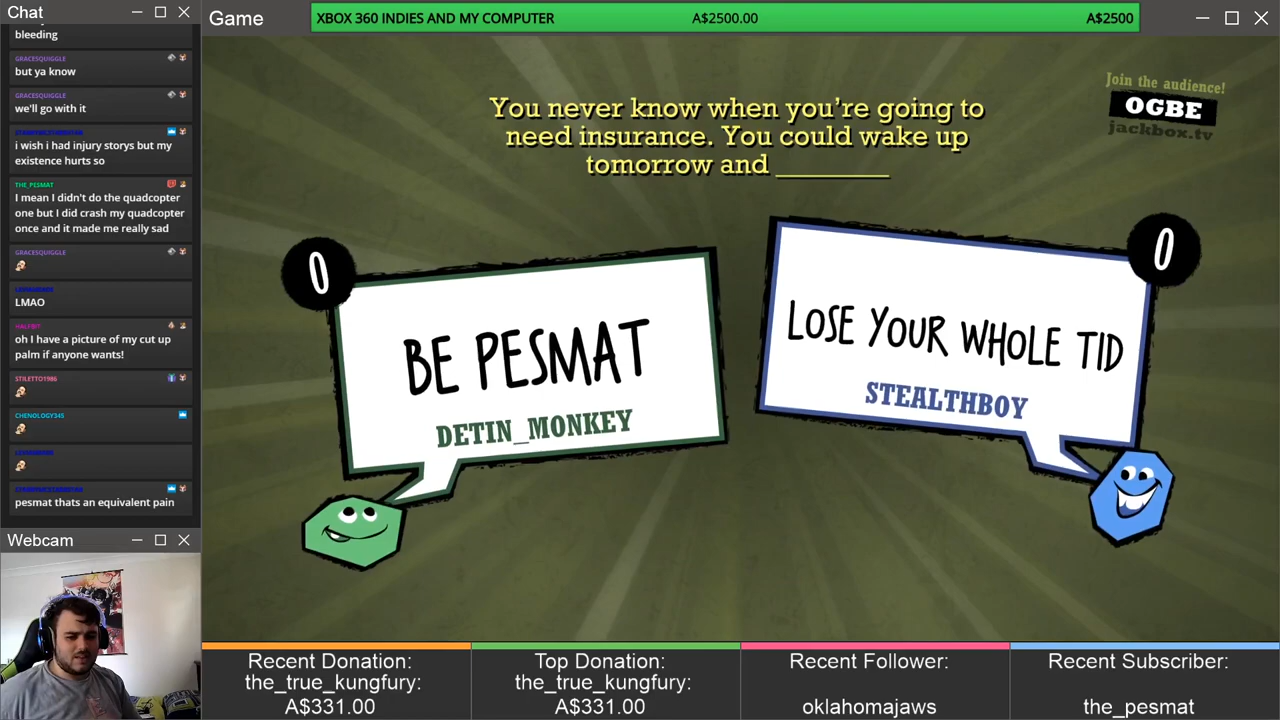 Chat
bleeding
GRACESQUIGGLE
but ya know
GRACESQUIGGLE
we'll go with it
i wish i had injury storys but my
existence hurts so
THE_PESMAT
I mean I didn't do the quadcopter
one but I did crash my quadcopter
once and it made me really sad
GRACESQUIGGLE
LMAO
oh I have a picture of my cut up
palm if anyone wants!
STILETTO1986
CHENOLOGY345
pesmat thats an equivalent pain
Webcam
Game
XBOX 360 INDIES AND MY COMPUTER
A$2500.00
A$2500
You never know when you're going to
need insurance. You could wake up
tomorrow and ________
Join the audience!
OGBE
jackbox.tv
0
BE PESMAT
DETIN_MONKEY
0
LOSE YOUR WHOLE TID
STEALTHBOY
Recent Donation:
the_true_kungfury:
A$331.00
Top Donation:
the_true_kungfury:
A$331.00
Recent Follower:
oklahomajaws
Recent Subscriber:
the_pesmat